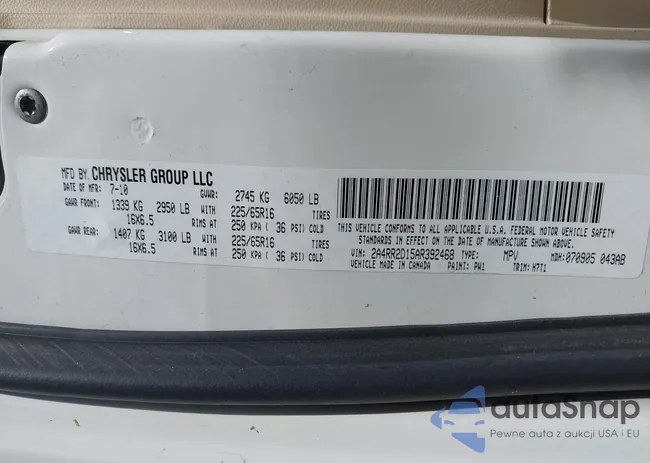 MFD BY CHRYSLER GROUP LLC
DATE OF MFR: 7-10 GVWR: 2745 KG 6050 LB
GAWR FRONT: 1339 KG 2950 LB WITH 225/65R16 TIRES
16X6.5 RIMS AT 250 KPA ( 36 PSI) COLD
GAWR REAR: 1407 KG 3100 LB WITH 225/65R16 TIRES
16X6.5 RIMS AT 250 KPA ( 36 PSI) COLD
THIS VEHICLE CONFORMS TO ALL APPLICABLE U.S.A. FEDERAL MOTOR VEHICLE SAFETY
STANDARDS IN EFFECT ON THE DATE OF MANUFACTURE SHOWN ABOVE.
VIN: 2A4RR2D15AR392468 TYPE: MPV MDH: 070905 043AB
VEHICLE MADE IN CANADA PAINT: PW1 TRIM: H7T1
autoSnap
Pewne auta z aukcji USA i EU